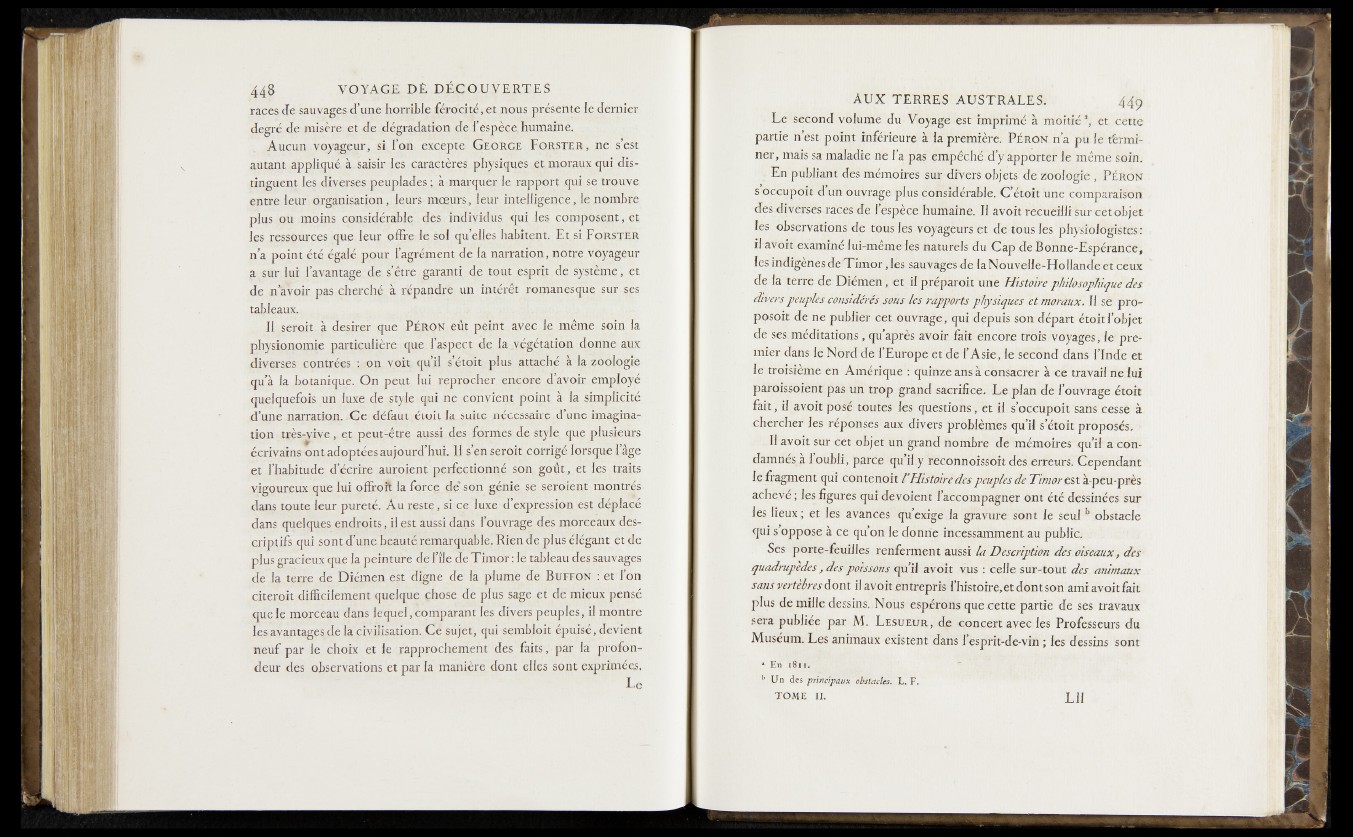 448 VOYAGE DE DÉCOUVERTES
races de sauvages d'une horrible férocité, et nous présente le dernier
degré de misère et de dégradation de l'espèce humaine.
Aucun voyageur, si l'on excepte GEORGE FORSTER, ne s'est
autant appliqué à saisir les caractères physiques et moraux qui dis-
tinguent les diverses peuplades; à marquer le rapport qui se trouve
entre leur organisation, leurs mœurs, leur intelligence, le nombre
plus ou moins considérable des individus qui les composent, et
les ressources que leur offre le sol qu'elles habitent. Et si FORSTER
n'a point été égalé pour l'agrément de la narration, notre voyageur
a sur lui l'avantage de s'être garanti de tout esprit de système, et
de n'avoir pas cherché à répandre un intérêt romanesque sur ses
tableaux.
Il seroit à desirer que PÉRON eût peint avec le même soin la
physionomie particulière que l'aspect de la végétation donne aux
diverses contrées : on voit qu'il s'étoit plus attaché à la zoologie
qu'à la botanique. On peut lui reprocher encore d'avoir employé
quelquefois un luxe de style qui ne convient point à la simplicité
d'une narration. Ce défaut étoit la suite nécessaire d'une imagina-
tion très-vive, et peut-être aussi des formes de style que plusieurs
écrivains ont adoptées aujourd'hui. Il s'en seroit corrigé lorsque l'âge
et l'habitude d'écrire auroient perfectionné son goût, et les traits
vigoureux que lui offroit la force de son génie se seroient montrés
dans toute leur pureté. Au reste, si ce luxe d'expression est déplacé
dans quelques endroits, il est aussi dans l'ouvrage des morceaux des-
criptifs qui sont d'une beauté remarquable. Rien de plus élégant et de
plus gracieux que la peinture de l'île de Timor : le tableau des sauvages
de la terre de Diémen est digne de la plume de BUFFON : et l'on
citeroit difficilement quelque chose de plus sage et de mieux pensé
que le morceau dans lequel, comparant les divers peuples, il montre
les avantages de la civilisation. Ce sujet, qui sembloit épuisé, devient
neuf par le choix et le rapprochement des faits, par la profon-
deur des observations et par la manière dont elles sont exprimées.
Le
AUX TERRES AUSTRALES. 449
Le second volume du Voyage est imprimé à moitié ª, et cette
partie n'est point inférieure à la première. PÉRON n'a pu le termi-
ner, mais sa maladie ne l'a pas empêché d'y apporter le même soin.
En publiant des mémoires sur divers objets de zoologie, PÉRON
s'occupoit d'un ouvrage plus considérable. C'étoit une comparaison
des diverses races de l'espèce humaine. Il avoit recueilli sur cet objet
les observations de tous les voyageurs et de tous les physiologistes:
il avoit examiné lui-même les naturels du Cap de Bonne-Espérance,
les indigènes de Timor, les sauvages de la Nouvelle-Hollande et ceux
de la terre de Diémen, et il préparoit une Histoire philosophique des
divers peuples considérés sous les rapports physiques et moraux. Il se pro-
posoit de ne publier cet ouvrage, qui depuis son départ étoit l'objet
de ses méditations, qu'après avoir fait encore trois voyages, le pre-
mier dans le Nord de l'Europe et de l'Asie, le second dans l'Inde et
le troisième en Amérique : quinze ans à consacrer à ce travail ne lui
paroissoient pas un trop grand sacrifice. Le plan de l'ouvrage étoit
fait, il avoit posé toutes les questions, et il s'occupoit sans cesse à
chercher les réponses aux divers problèmes qu'il s'étoit proposés.
Il avoit sur cet objet un grand nombre de mémoires qu'il a con-
damnés à l'oubli, parce qu'il y reconnoissoit des erreurs. Cependant
le fragment qui contenoit l'Histoire des peuples de Timor est à-peu-près
achevé; les figures qui devoient l'accompagner ont été dessinées sur
les lieux; et les avances qu'exige la gravure sont le seul ᵇ obstacle
qui s'oppose à ce qu'on le donne incessamment au public.
Ses porte-feuilles renferment aussi la Description des oiseaux, des
quadrupèdes, des poissons qu'il avoit vus : celle sur-tout des animaux
sans vertèbres dont il avoit entrepris l'histoire, et dont son ami avoit fait
plus de mille dessins. Nous espérons que cette partie de ses travaux
sera publiée par M. LESUEUR, de concert avec les Professeurs du
Muséum. Les animaux existent dans l'esprit-de-vin; les dessins sont
ª En 1811.
ᵇ Un des principaux obstacles. L. F.
TOME II. Lll